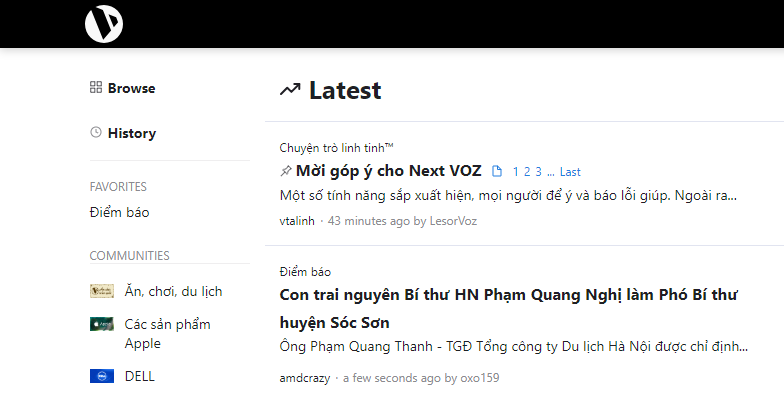 Browse
History
FAVORITES
Điểm báo
COMMUNITIES
Ăn, chơi, du lịch
Các sản phẩm
Apple
DELL
Latest
Chuyện trò linh tinh™
Mời góp ý cho Next VOZ 1 2 3 ... Last
Một số tính năng sắp xuất hiện, mọi người để ý và báo lỗi giúp. Ngoài ra...
vtalinh · 43 minutes ago by LesorVoz
Điểm báo
Con trai nguyên Bí thư HN Phạm Quang Nghị làm Phó Bí thư
huyện Sóc Sơn
Ông Phạm Quang Thanh - TGĐ Tổng công ty Du lịch Hà Nội được chỉ định...
amdcrazy · a few seconds ago by oxo159